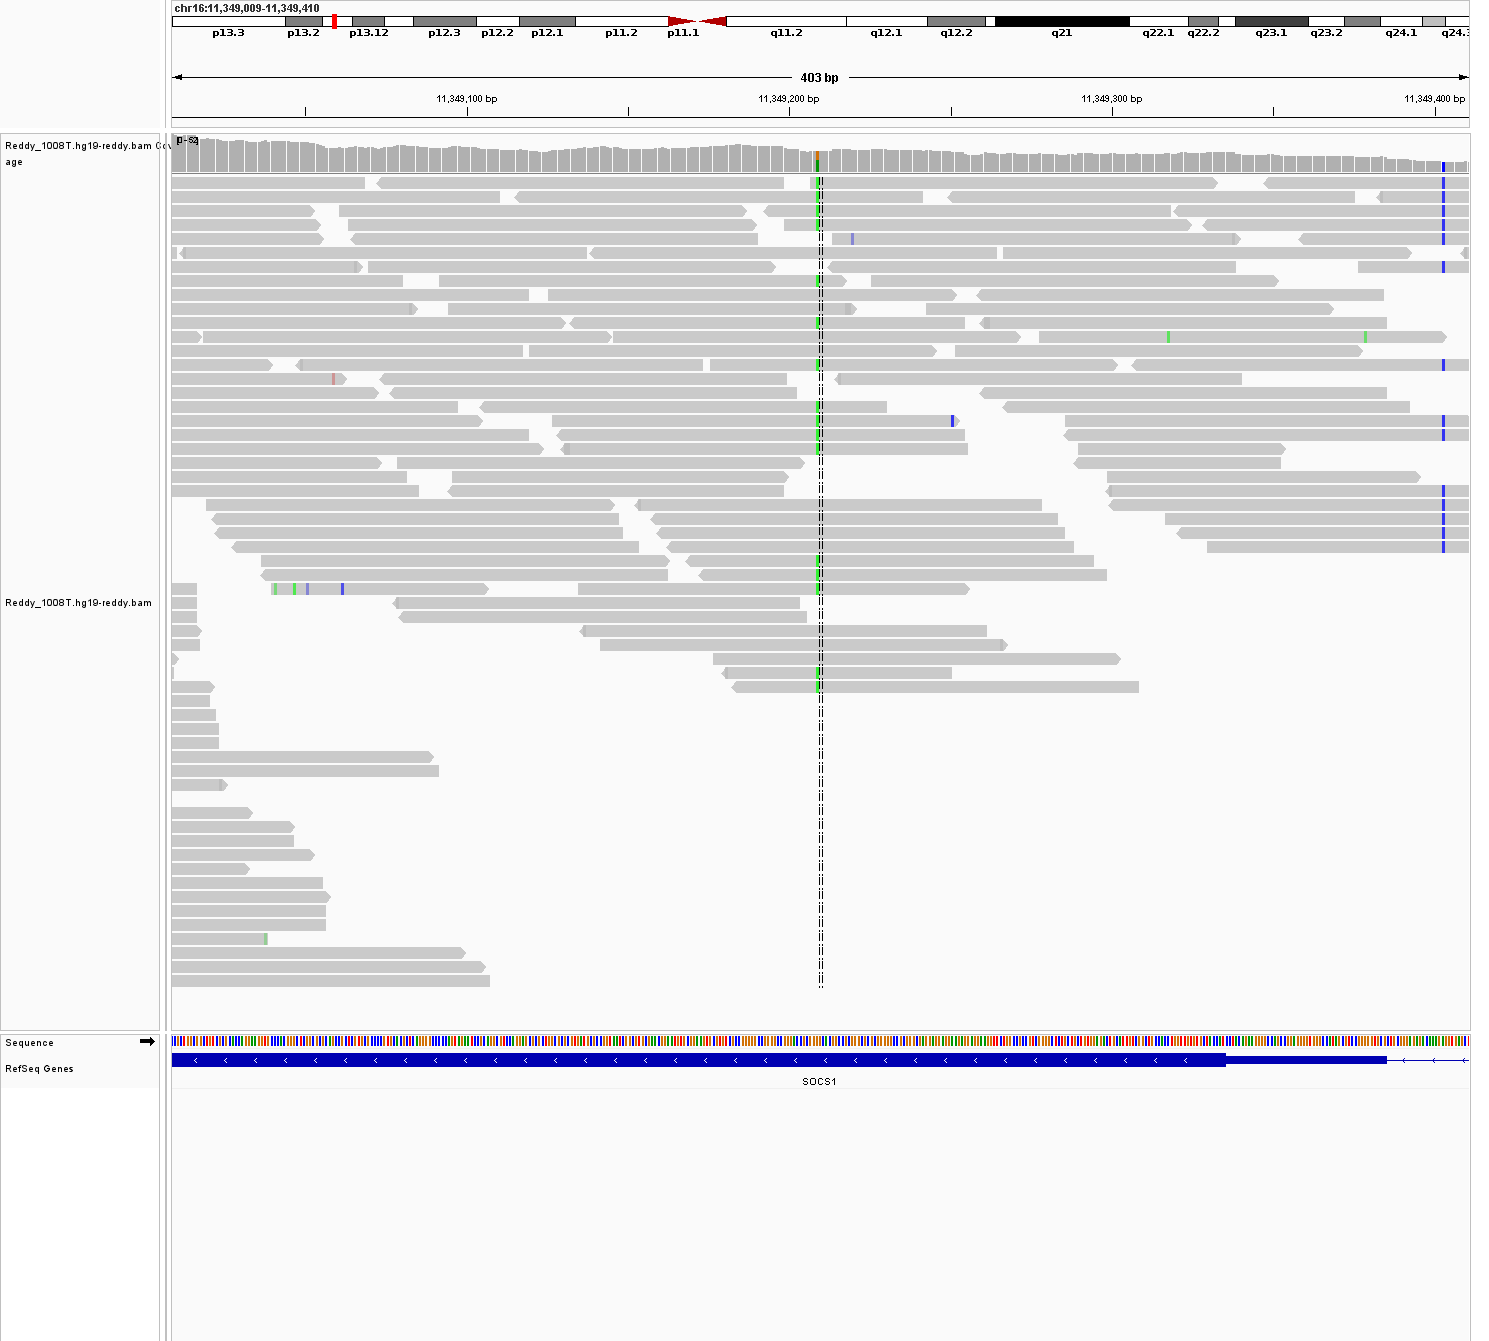 chr16:11,349,009-11,349,410
p13.3 p13.2 p13.12 p12.3 p12.2 p12.1 p11.2 p11.1 q11.2 q12.1 q12.2 q21 q22.1 q22.2 q23.1 q23.2 q24.1 q24.3
403 bp
11,349,100 bp 11,349,200 bp 11,349,300 bp 11,349,400 bp
Reddy_1008T.hg19-reddy.bam Cov
age
Reddy_1008T.hg19-reddy.bam
Sequence
RefSeq Genes
SOCS1